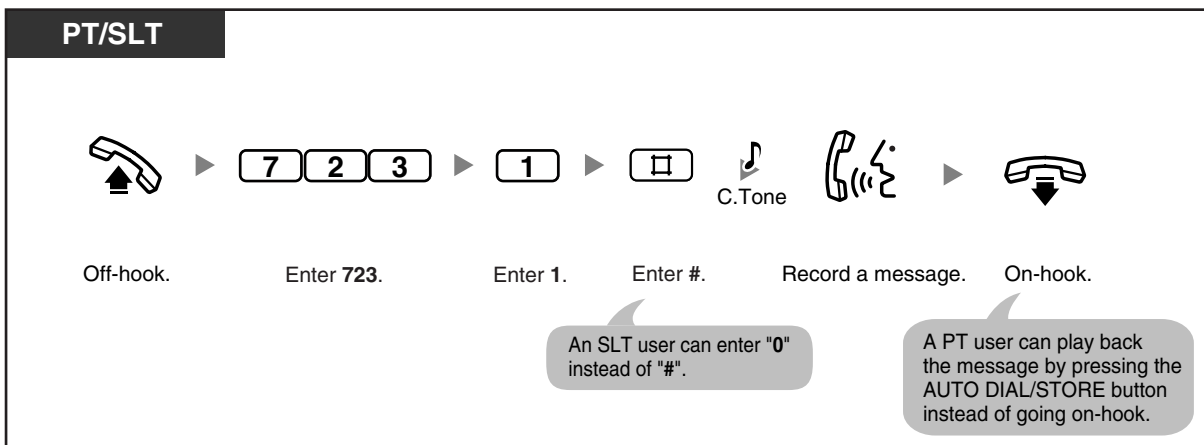 PT/SLT
7 2 3
1
#
C.Tone
Off-hook.
Enter 723.
Enter 1.
Enter #.
Record a message.
On-hook.
An SLT user can enter "0"
instead of "#".
A PT user can play back
the message by pressing the
AUTO DIAL/STORE button
instead of going on-hook.